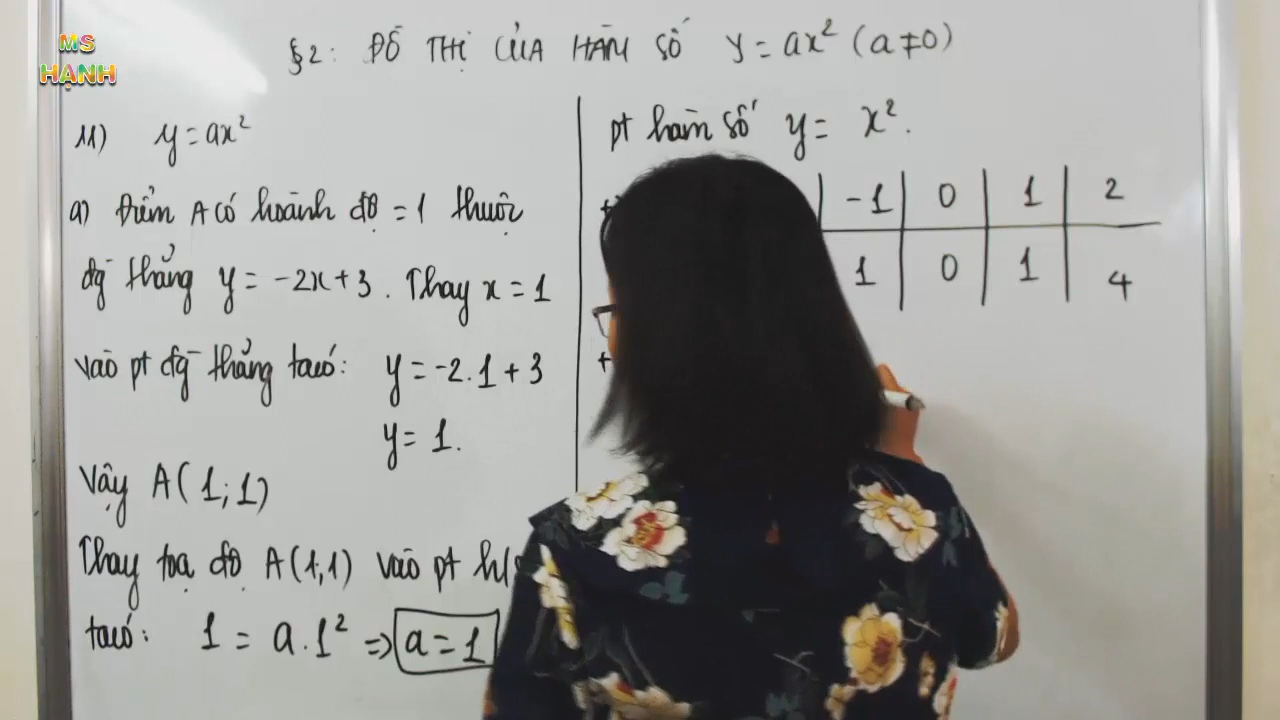 MS
HẠNH
§2: ĐỒ THỊ CỦA HÀM SỐ y = ax² (a≠0)
11) y = ax²
a) Điểm A có hoành độ = 1 thuộc
đg thẳng y = -2x+3. Thay x = 1
vào pt đg thẳng ta có: y = -2.1+3
y = 1.
Vậy A(1;1)
Thay tọa độ A(1;1) vào pt h/s
ta có: 1 = a.1² => a = 1
pt hàm số y = x².
-1 0 1 2
1 0 1 4
+